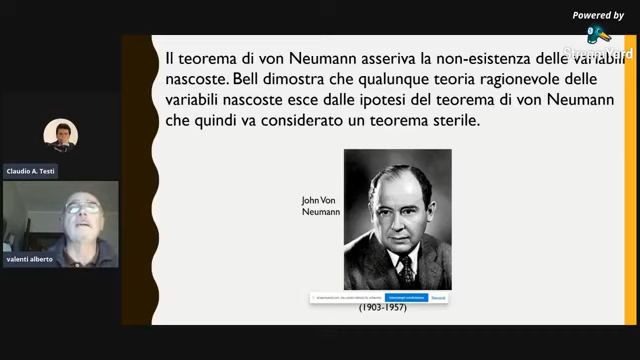 Powered by
StreamYard
Il teorema di von Neumann asseriva la non-esistenza delle variabili
nascoste. Bell dimostra che qualunque teoria ragionevole delle
variabili nascoste esce dalle ipotesi del teorema di von Neumann
che quindi va considerato un teorema sterile.
Claudio A. Testi
valenti alberto
John Von
Neumann
(1903-1957)